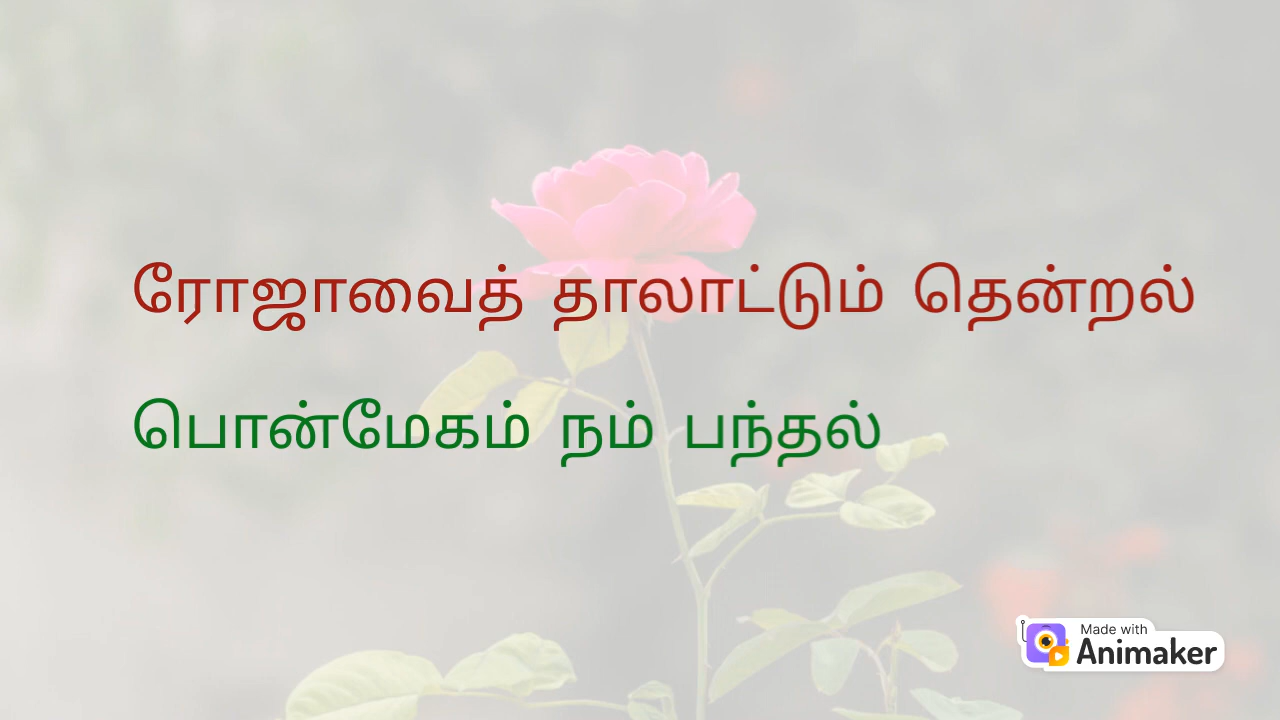 ரோஜாவைத் தாலாட்டும் தென்றல்
பொன்மேகம் நம் பந்தல்
Made with
Animaker